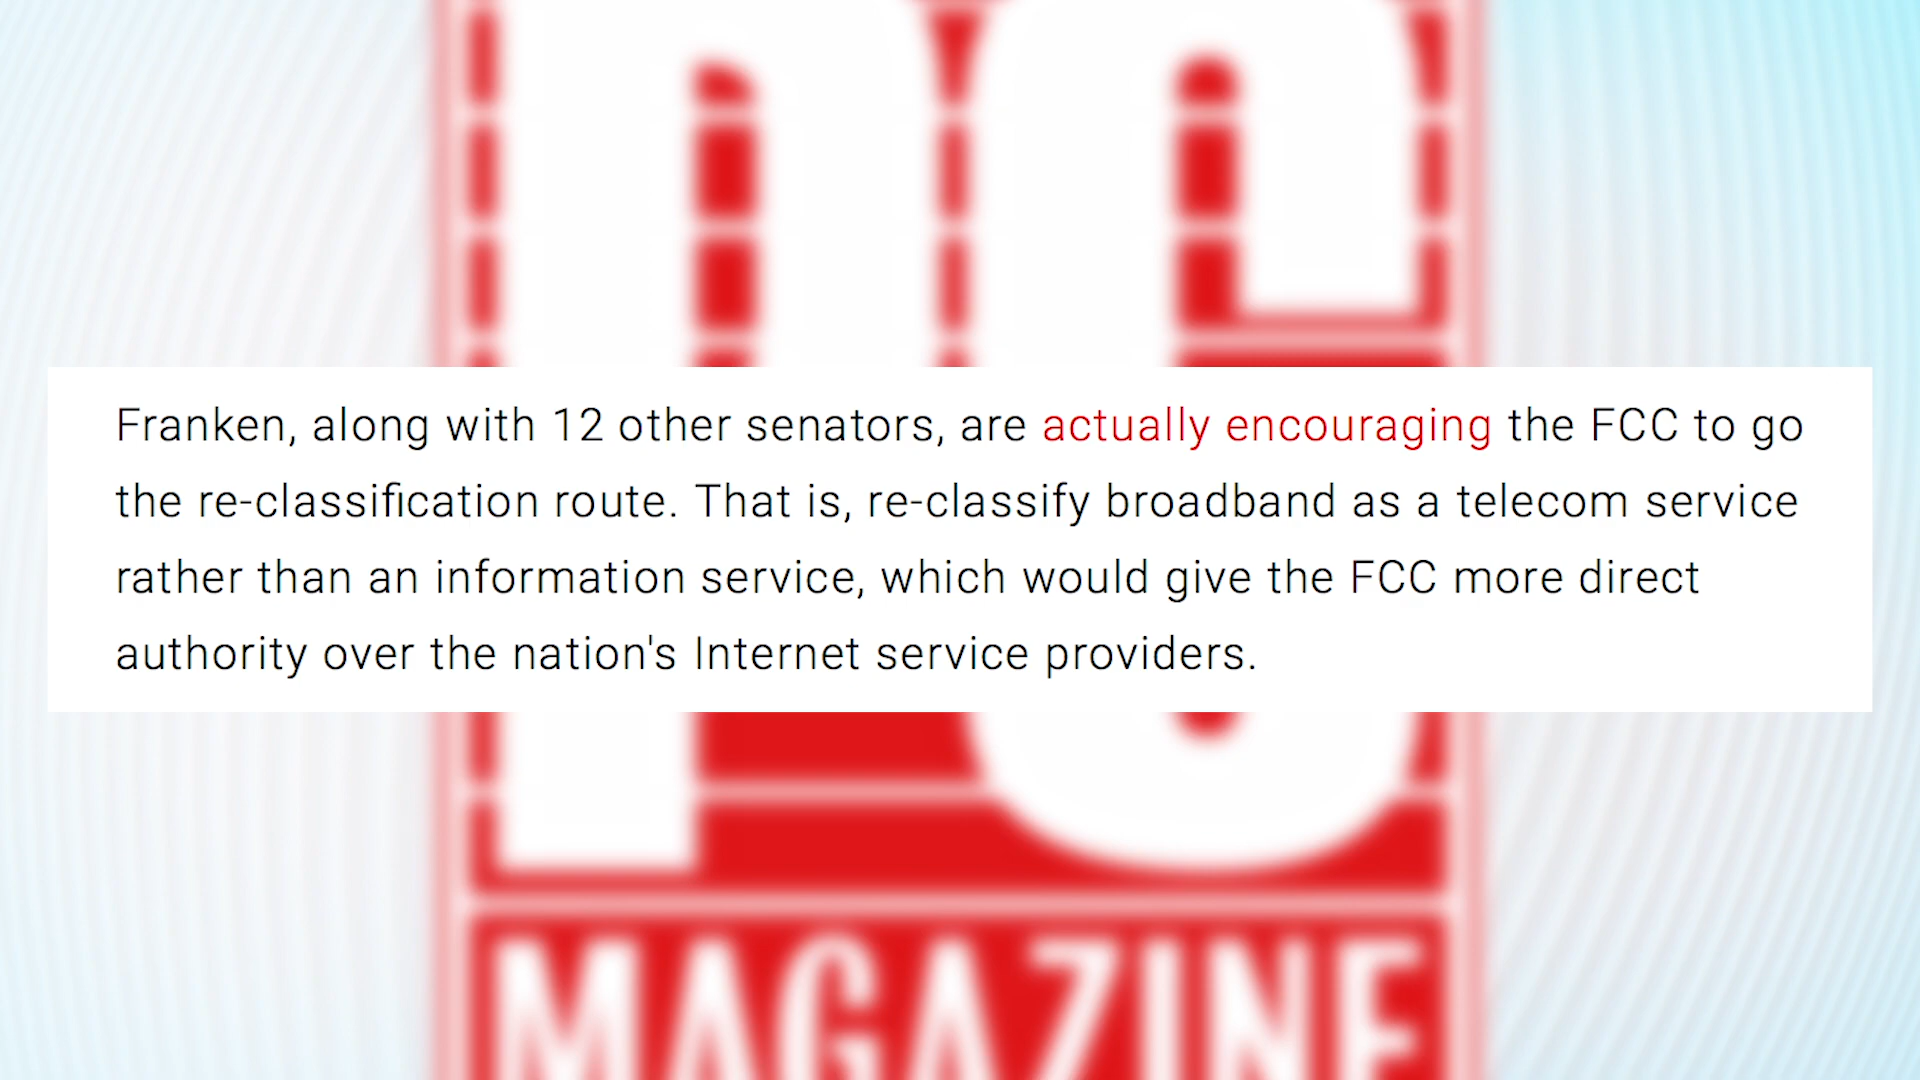 PC
Franken, along with 12 other senators, are actually encouraging the FCC to go
the re-classification route. That is, re-classify broadband as a telecom service
rather than an information service, which would give the FCC more direct
authority over the nation's Internet service providers.
MAGAZINE